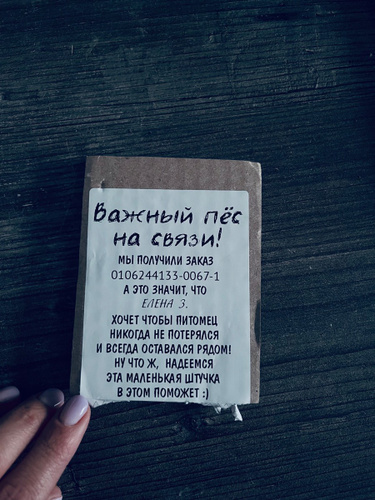 Важный пёс
на связи!
МЫ ПОЛУЧИЛИ ЗАКАЗ
0106244133-0067-1
А ЭТО ЗНАЧИТ, ЧТО
ЕЛЕНА З.
ХОЧЕТ ЧТОБЫ ПИТОМЕЦ
НИКОГДА НЕ ПОТЕРЯЛСЯ
И ВСЕГДА ОСТАВАЛСЯ РЯДОМ!
НУ ЧТО Ж, НАДЕЕМСЯ
ЭТА МАЛЕНЬКАЯ ШТУЧКА
В ЭТОМ ПОМОЖЕТ :)